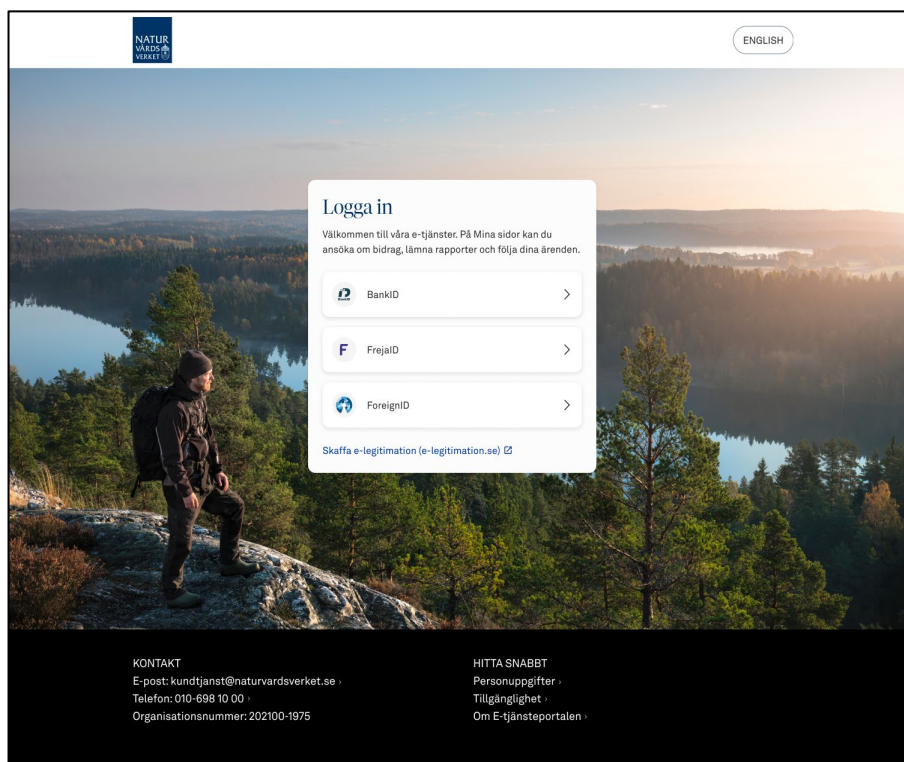 NATUR
VÅRDS
VERKET
ENGLISH
Logga in
Välkommen till våra e-tjänster. På Mina sidor kan du
ansöka om bidrag, lämna rapporter och följa dina ärenden.
BankID
BankID
F FrejaID
ForeignID
Skaffa e-legitimation (e-legitimation.se)
KONTAKT
E-post: kundtjanst@naturvardsverket.se ›
Telefon: 010-698 10 00 ›
Organisationsnummer: 202100-1975
HITTA SNABBT
Personuppgifter ›
Tillgänglighet ›
Om E-tjänsteportalen ›